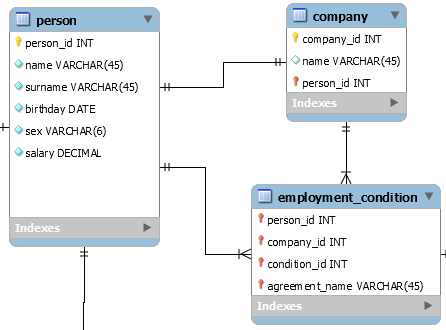 person
person_id INT
name VARCHAR(45)
surname VARCHAR(45)
birthday DATE
sex VARCHAR(6)
salary DECIMAL
Indexes
company
company_id INT
name VARCHAR(45)
person_id INT
Indexes
employment_condition
person_id INT
company_id INT
condition_id INT
agreement_name VARCHAR(45)
Indexes